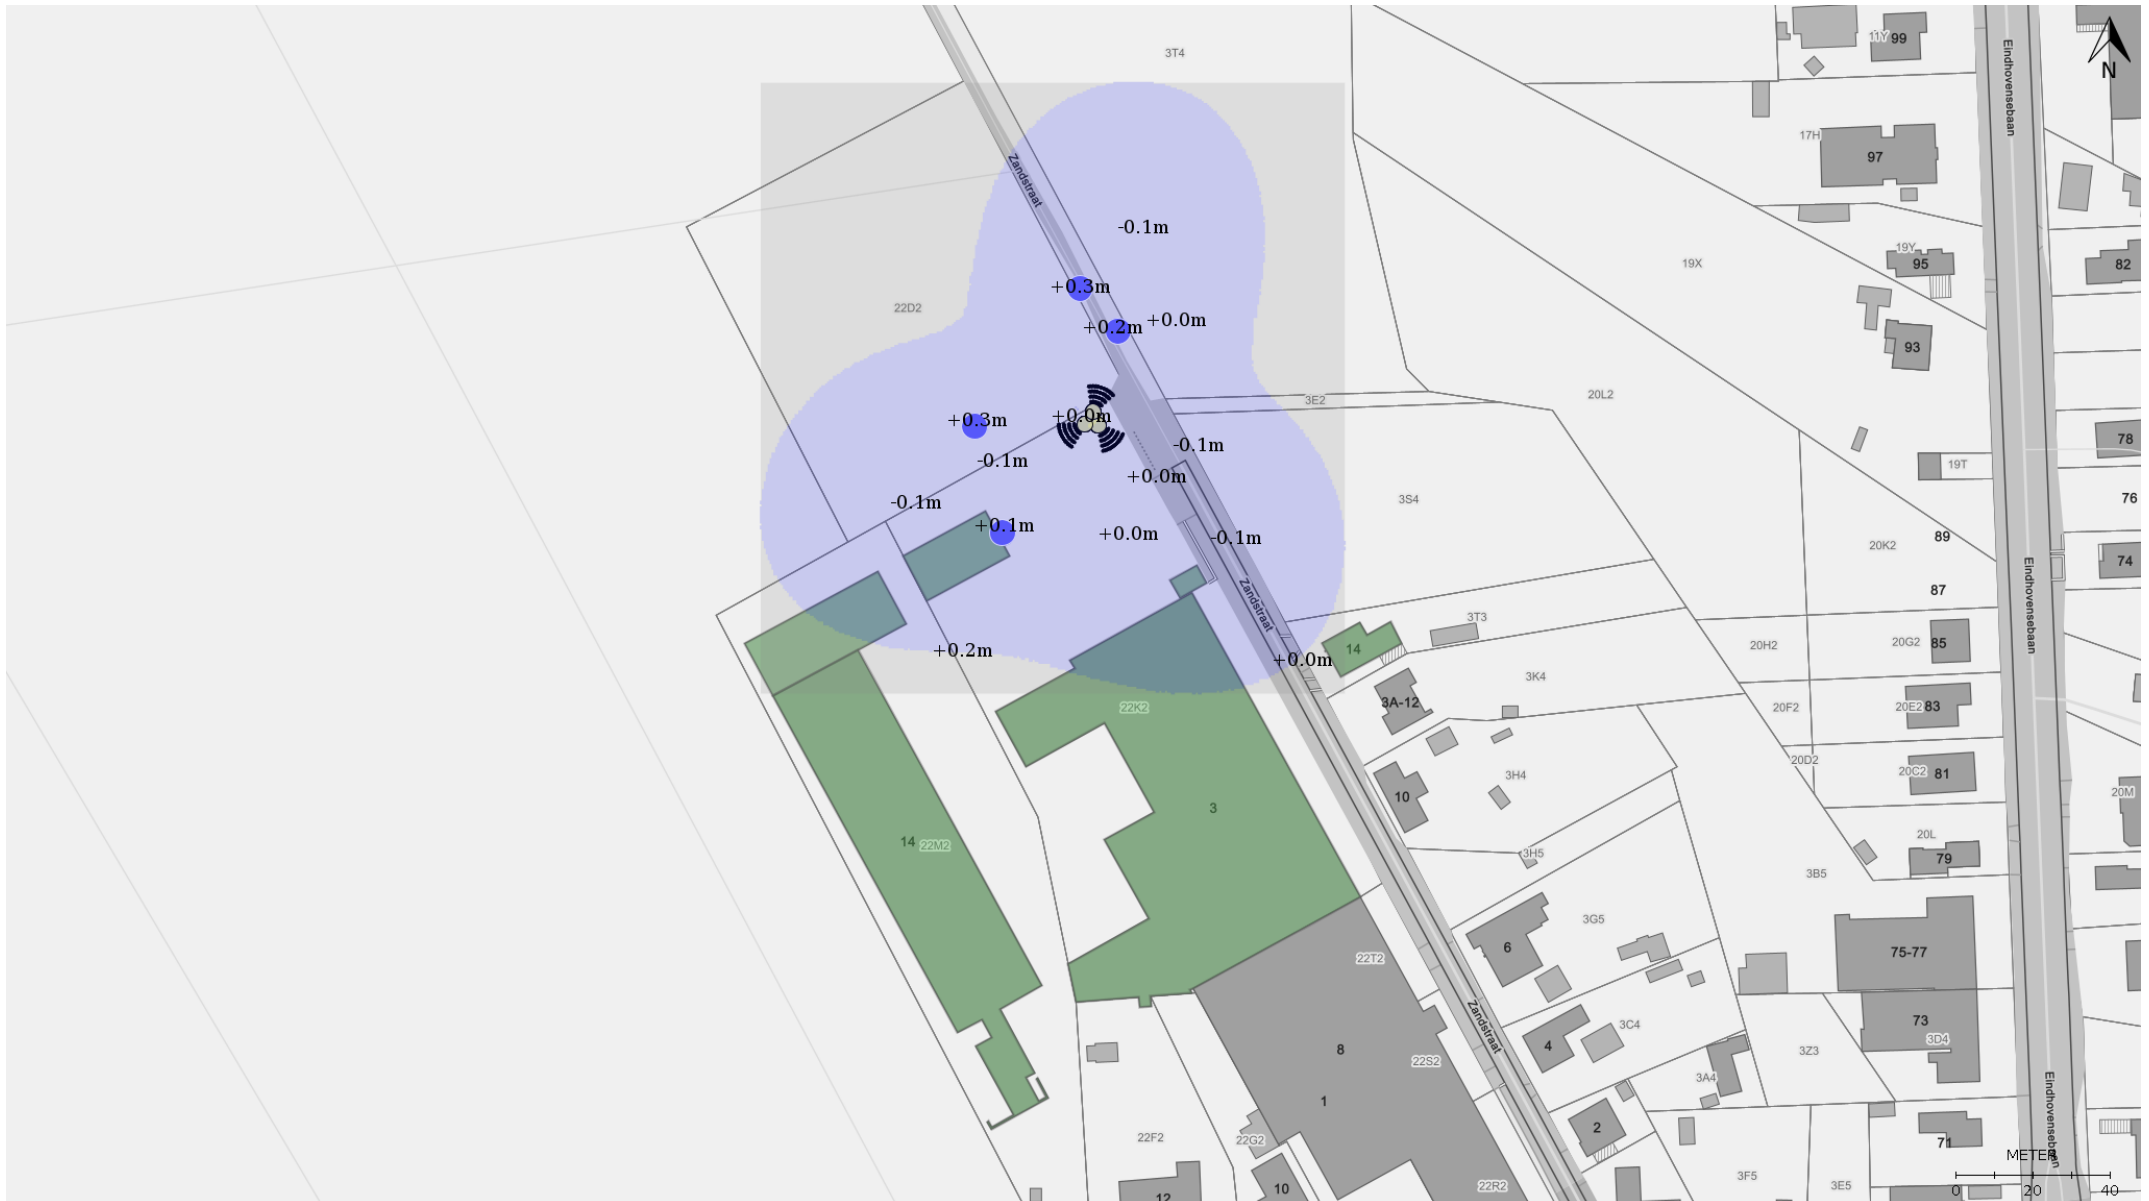 3T4
11Y
99
N
Eindhovensebaan
17H
97
Zandstraat
-0.1m
19Y
95
82
19X
+0.3m
22D2
+0.2m
+0.0m
93
20L2
3E2
+0.3m
+0.0m
78
-0.1m
-0.1m
19T
+0.0m
3S4
76
-0.1m
+0.1m
+0.0m
-0.1m
89
20K2
74
Eindhovensebaan
87
Zandstraat
3T3
20H2
20G2
85
14
+0.2m
+0.0m
3K4
3A-12
22K2
20F2
20E2
83
20D2
20C2
81
3H4
10
20M
3
20L
14
22M2
3H5
79
3B5
3G5
6
75-77
22T2
Zandstraat
3C4
73
3D4
4
8
3Z3
22S2
3A4
1
Eindhovensebaan
2
22F2
22G2
71
METER
3F5
3E5
22R2
10
12
0 20 40